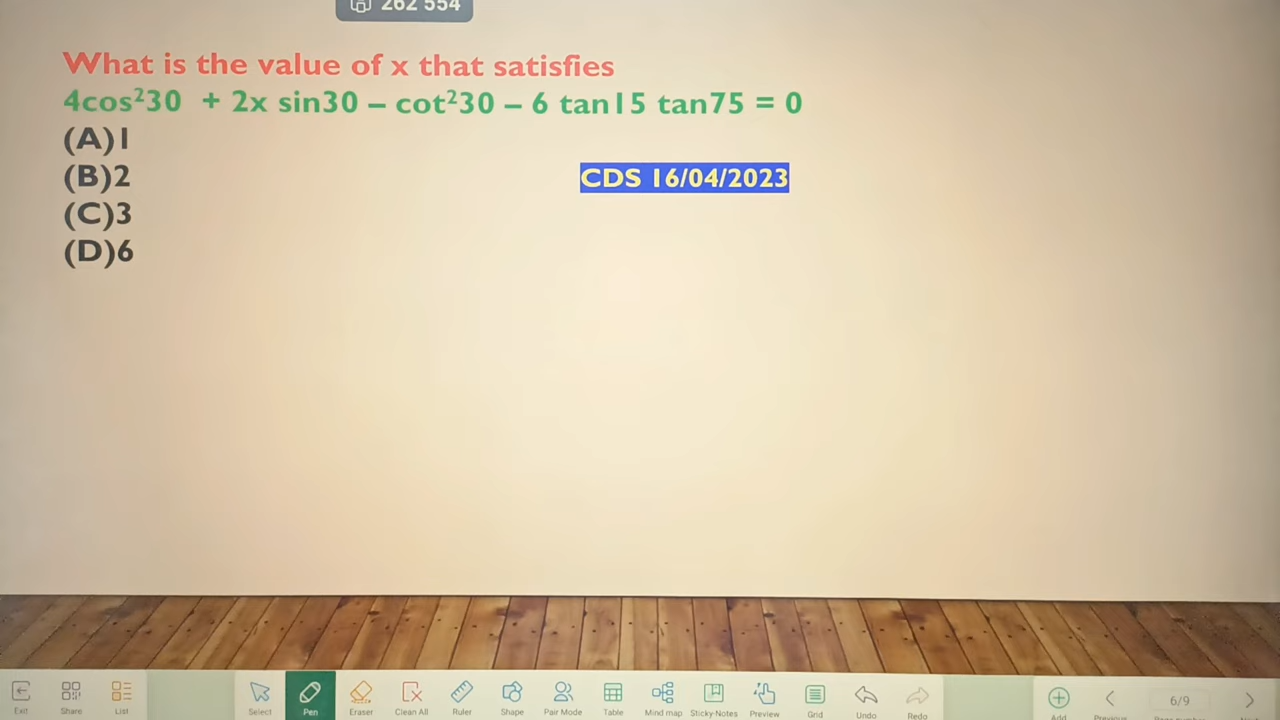 262 554
What is the value of x that satisfies
4cos²30 + 2x sin30 – cot²30 – 6 tan15 tan75 = 0
(A)1
(B)2
CDS 16/04/2023
(C)3
(D)6
Exit Share List Select Pen Eraser Clean All Ruler Shape Pair Mode Table Mind map Sticky-Notes Preview Grid Undo Redo Add Previous 6/9